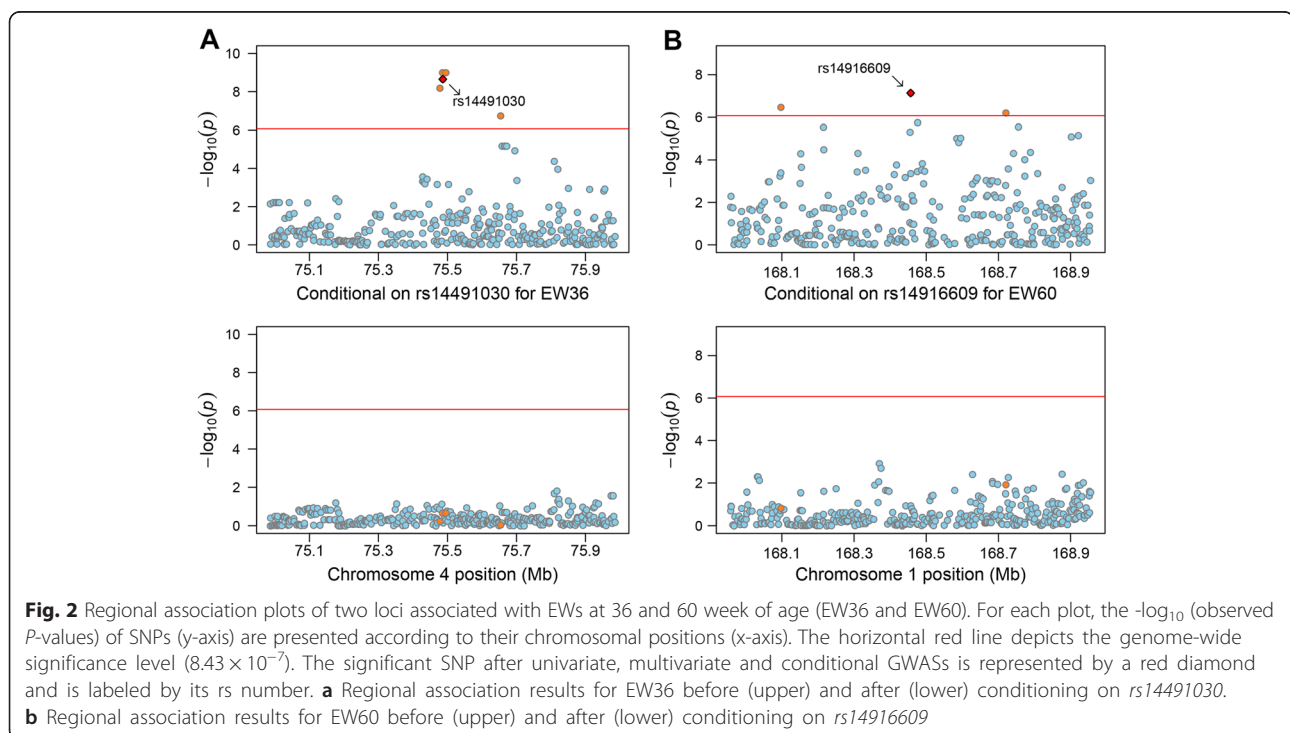 A
B
10
8
6
4
2
0
−log10(p)
rs14491030
75.1 75.3 75.5 75.7 75.9
Conditional on rs14491030 for EW36
8
6
4
2
0
−log10(p)
rs14916609
168.1 168.3 168.5 168.7 168.9
Conditional on rs14916609 for EW60
10
8
6
4
2
0
−log10(p)
75.1 75.3 75.5 75.7 75.9
Chromosome 4 position (Mb)
8
6
4
2
0
−log10(p)
168.1 168.3 168.5 168.7 168.9
Chromosome 1 position (Mb)
Fig. 2 Regional association plots of two loci associated with EWs at 36 and 60 week of age (EW36 and EW60). For each plot, the -log10 (observed
P-values) of SNPs (y-axis) are presented according to their chromosomal positions (x-axis). The horizontal red line depicts the genome-wide
significance level (8.43 × 10−7). The significant SNP after univariate, multivariate and conditional GWASs is represented by a red diamond
and is labeled by its rs number. a Regional association results for EW36 before (upper) and after (lower) conditioning on rs14491030.
b Regional association results for EW60 before (upper) and after (lower) conditioning on rs14916609